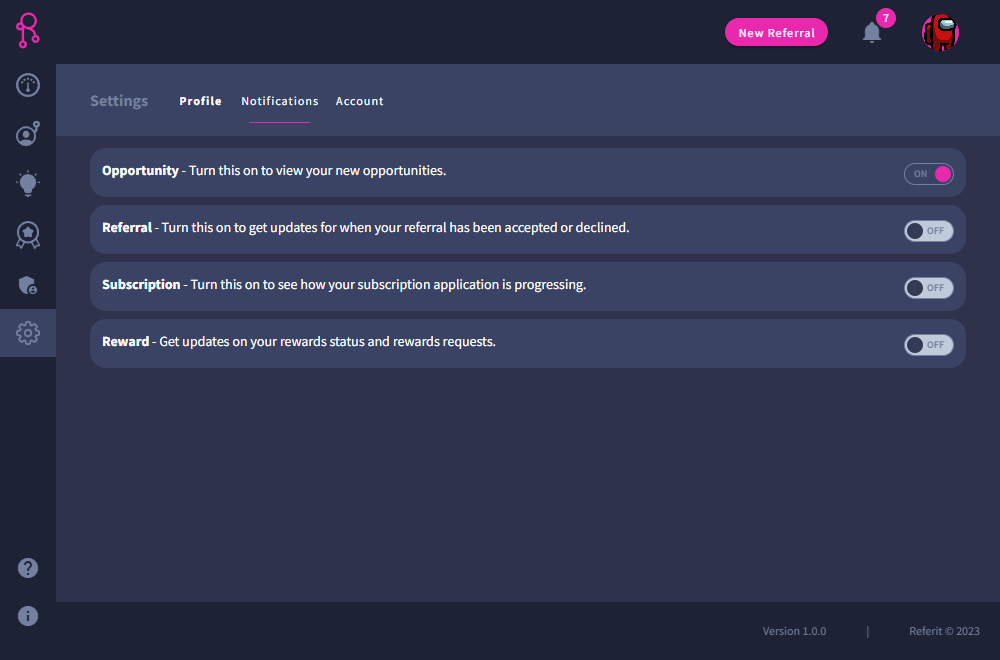 New Referral
7
Settings Profile Notifications Account
Opportunity - Turn this on to view your new opportunities.
ON
Referral - Turn this on to get updates for when your referral has been accepted or declined.
OFF
Subscription - Turn this on to see how your subscription application is progressing.
OFF
Reward - Get updates on your rewards status and rewards requests.
OFF
Version 1.0.0 | Referit © 2023